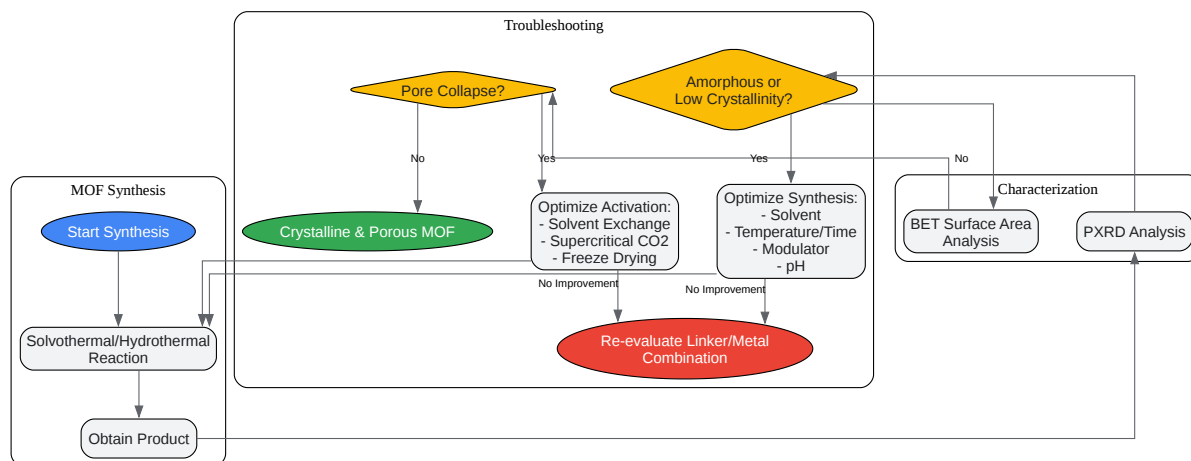 Troubleshooting
Pore Collapse?
Amorphous or
Low Crystallinity?
No
Yes
Yes
No
MOF Synthesis
Start Synthesis
Crystalline & Porous MOF
Optimize Activation:
- Solvent Exchange
- Supercritical CO2
- Freeze Drying
Optimize Synthesis:
- Solvent
- Temperature/Time
- Modulator
- pH
Characterization
BET Surface Area
Analysis
PXRD Analysis
No Improvement
No Improvement
Solvothermal/Hydrothermal
Reaction
Re-evaluate Linker/Metal
Combination
Obtain Product